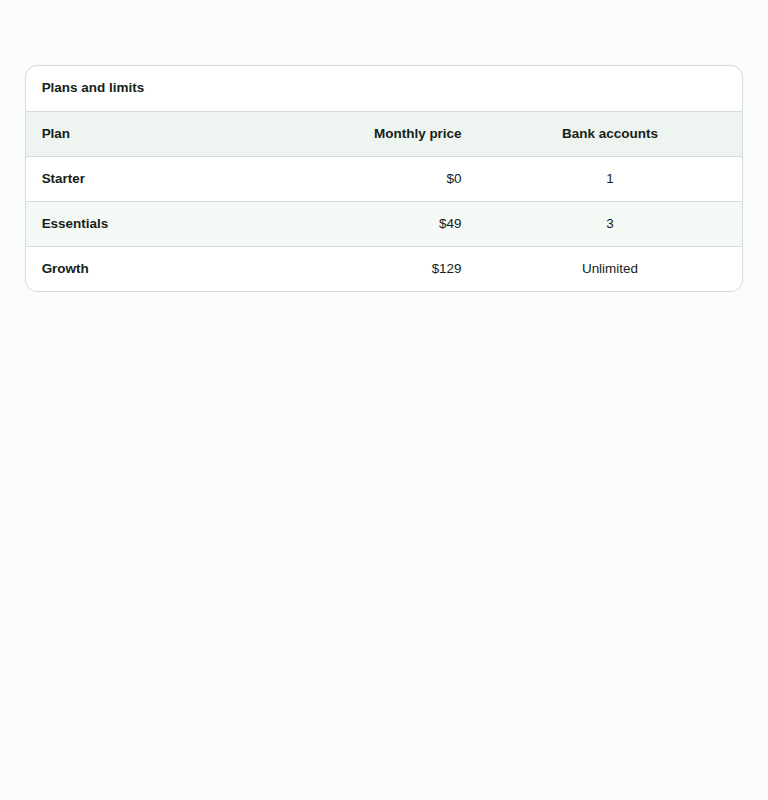 Plans and limits
Plan Monthly price Bank accounts
Starter $0 1
Essentials $49 3
Growth $129 Unlimited